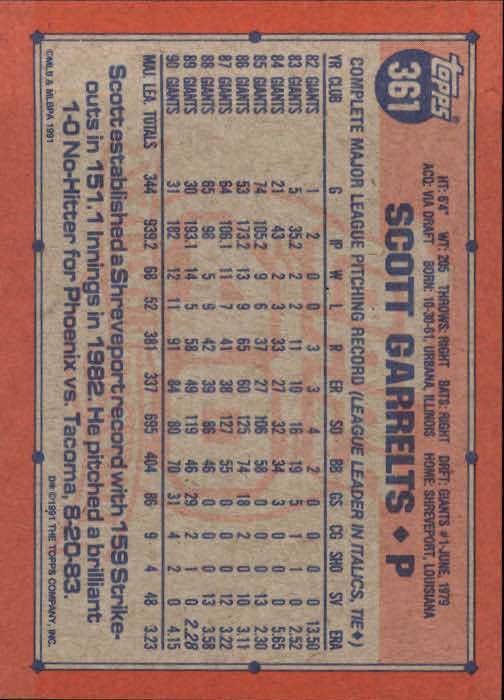 topps
361
HT: 6'4" WT: 205 THROWS: RIGHT BATS: RIGHT DRFT: GIANTS #1-JUNE, 1979
ACQ: VIA DRAFT BORN: 10-30-61, URBANA, ILLINOIS HOME: SHREVEPORT, LOUISIANA
SCOTT GARRELTS ♦ P
COMPLETE MAJOR LEAGUE PITCHING RECORD (LEAGUE LEADER IN ITALICS, TIE♦)
YR CLUB G IP W L R ER SO BB GS CG SHO SV ERA
82 GIANTS 1 2 0 0 3 3 4 2 0 0 0 0 13.50
83 GIANTS 5 35.2 2 2 11 10 16 19 5 1 1 0 2.52
84 GIANTS 21 43 2 3 33 27 32 34 3 0 0 0 5.65
85 GIANTS 74 105.2 9 6 37 27 106 58 0 0 0 13 2.30
86 GIANTS 53 173.2 13 9 65 60 125 74 18 2 0 10 3.11
87 GIANTS 64 106.1 11 7 41 38 127 55 0 0 0 12 3.22
88 GIANTS 65 98 5 9 42 39 86 46 0 0 0 13 3.58
89 GIANTS 30 193.1 14 5 58 49 119 46 29 2 1 0 2.28
90 GIANTS 31 182 12 11 91 84 80 70 31 4 2 0 4.15
MAJ. LEA. TOTALS 344 939.2 68 52 381 337 695 404 86 9 4 48 3.23
Scott established a Shreveport record with 159 Strike-
outs in 151.1 Innings in 1982. He pitched a brilliant
1-0 No-Hitter for Phoenix vs. Tacoma, 8-20-83.
©MLB & MLBPA 1991
D# ©1991 THE TOPPS COMPANY, INC.